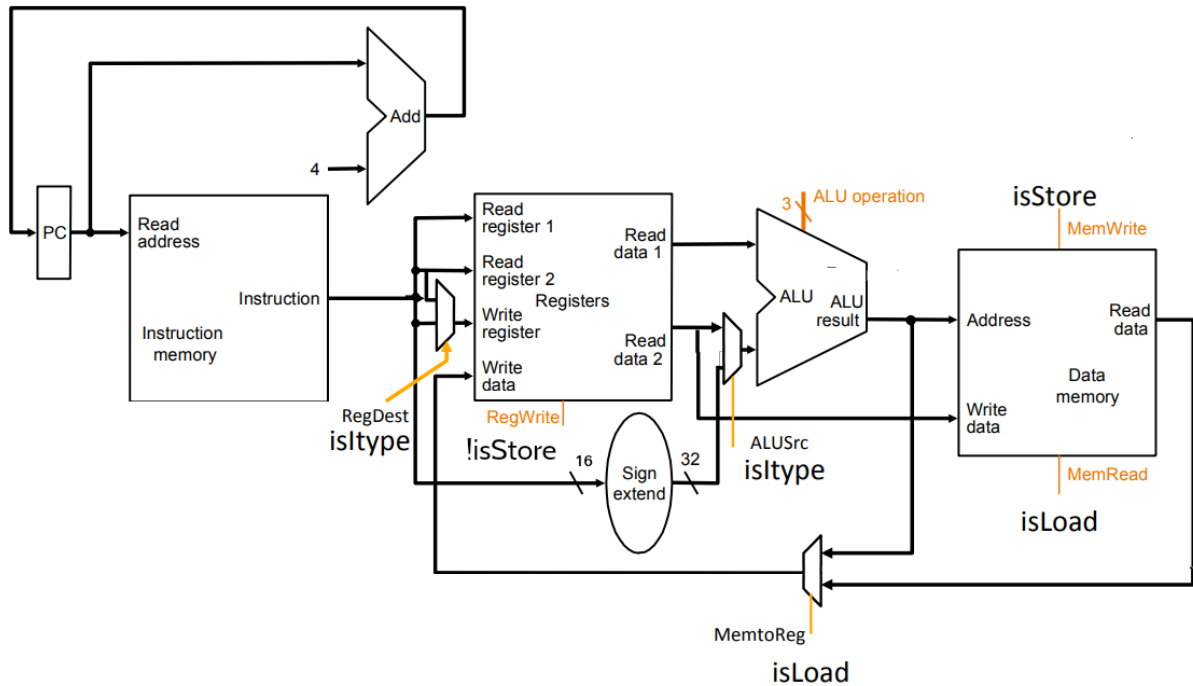 Add
4
PC
Read
address
Instruction
Instruction
memory
Read
register 1
Read
register 2
Write
register
Write
data
Registers
Read
data 1
Read
data 2
RegWrite
!isStore
RegDest
isItype
16
Sign
extend
32
3
ALU operation
ALU
ALU
result
ALUSrc
isItype
isStore
MemWrite
Address
Read
data
Data
memory
Write
data
MemRead
isLoad
MemtoReg
isLoad